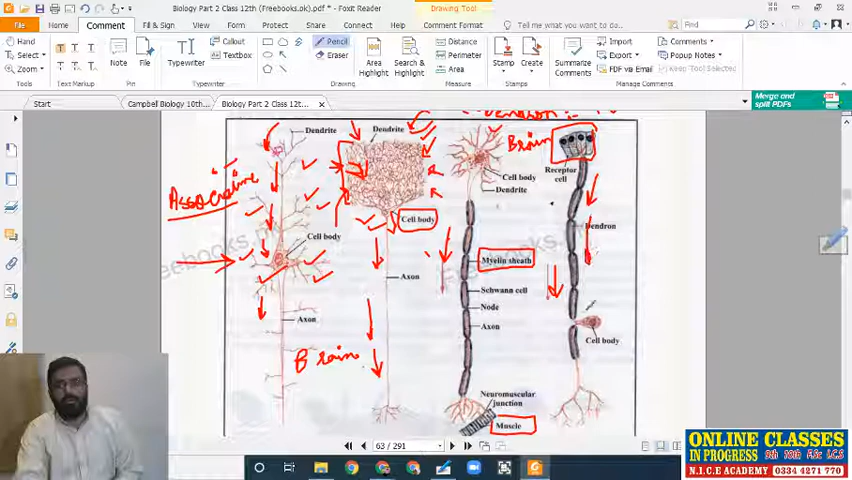 Biology Part 2 Class 12th (Freebooks.ok).pdf * - Foxit Reader
Drawing Tool
File Home Comment Fill & Sign View Form Protect Share Connect Help Comment Format
Tell me what you want to do...
Find
Hand
Select
Zoom
Text Markup
Note
File
Pin
Typewriter
Callout
Textbox
Typewriter
Drawing
Pencil
Eraser
Area Highlight
Search & Highlight
Distance
Perimeter
Area
Measure
Stamp
Create
Summarize Comments
Import
Export
FDF via Email
Comments
Popup Notes
Keep Tool Selected
Manage Comments
Start
Campbell Biology 10th...
Biology Part 2 Class 12t...
Merge and split PDFs
Dendrite
Dendrite
Brain
Receptor cell
Associative
Cell body
Dendrite
Cell body
Dendron
Cell body
Myelin sheath
Axon
Schwann cell
Node
Axon
Axon
Cell body
Brain
Neuromuscular junction
Muscle
freebooks.pk
63 / 291
ONLINE CLASSES
IN PROGRESS 9th 10th F.Sc I.C.S
N.I.C.E ACADEMY 0334 4271 770